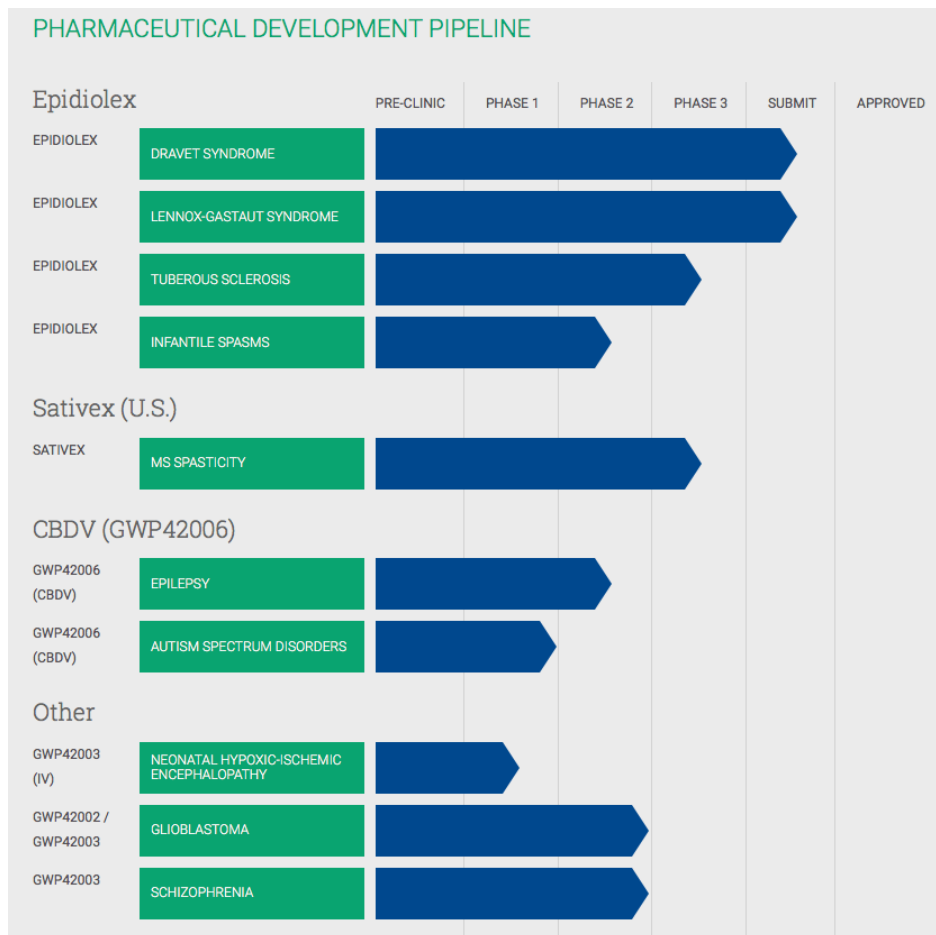 PHARMACEUTICAL DEVELOPMENT PIPELINE
Epidiolex
PRE-CLINIC PHASE 1 PHASE 2 PHASE 3 SUBMIT APPROVED
EPIDIOLEX
DRAVET SYNDROME
EPIDIOLEX
LENNOX-GASTAUT SYNDROME
EPIDIOLEX
TUBEROUS SCLEROSIS
EPIDIOLEX
INFANTILE SPASMS
Sativex (U.S.)
SATIVEX
MS SPASTICITY
CBDV (GWP42006)
GWP42006
(CBDV)
EPILEPSY
GWP42006
(CBDV)
AUTISM SPECTRUM DISORDERS
Other
GWP42003
(IV)
NEONATAL HYPOXIC-ISCHEMIC
ENCEPHALOPATHY
GWP42002 /
GWP42003
GLIOBLASTOMA
GWP42003
SCHIZOPHRENIA